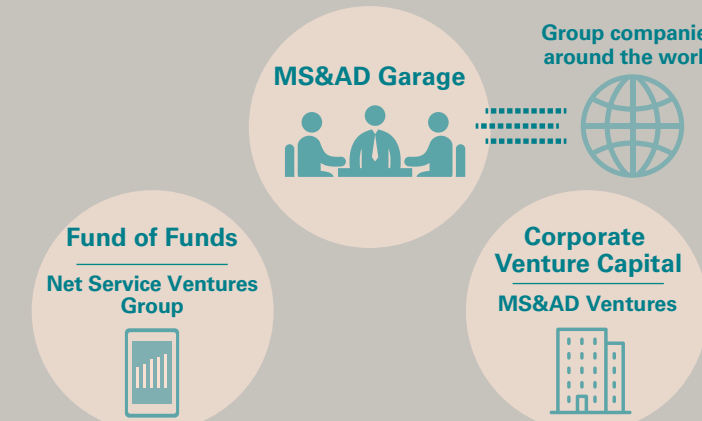 Group companie
around the worl
MS&AD Garage
Fund of Funds
Net Service Ventures
Group
Corporate
Venture Capital
MS&AD Ventures